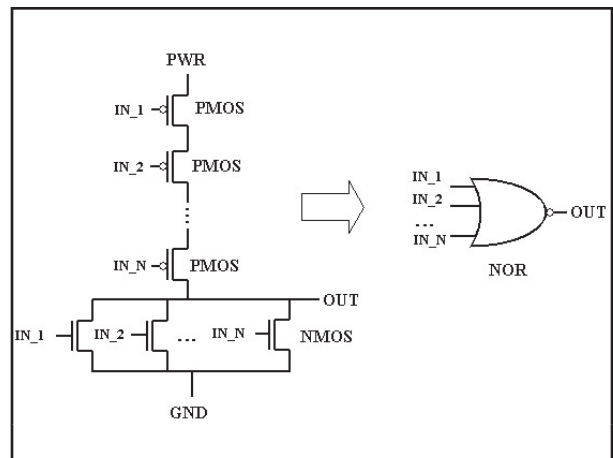 PWR
IN_1 PMOS
IN_2 PMOS
IN_N PMOS
OUT
IN_1 IN_2 ... IN_N NMOS
GND
IN_1
IN_2
...
IN_N
OUT
NOR